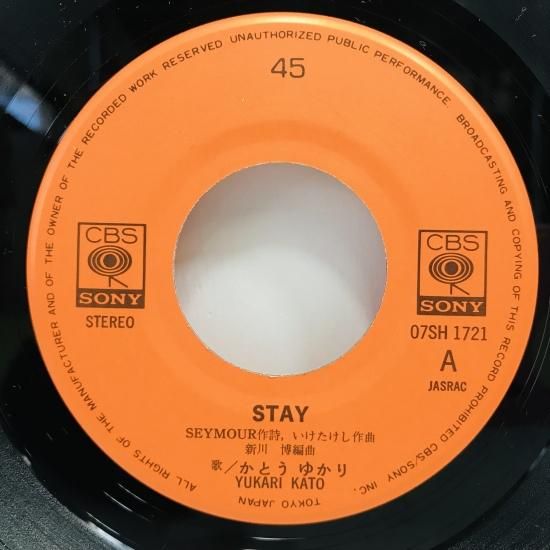 ALL RIGHTS OF THE MANUFACTURER AND OF THE OWNER OF THE RECORDED WORK RESERVED UNAUTHORIZED PUBLIC PERFORMANCE, BROADCASTING AND COPYING OF THIS RECORD PROHIBITED CBS/SONY INC. TOKYO JAPAN
45
CBS
SONY
STEREO
CBS
SONY
07SH 1721
A
JASRAC
STAY
SEYMOUR作詩, いけたけし作曲
新川 博編曲
歌/かとう ゆかり
YUKARI KATO